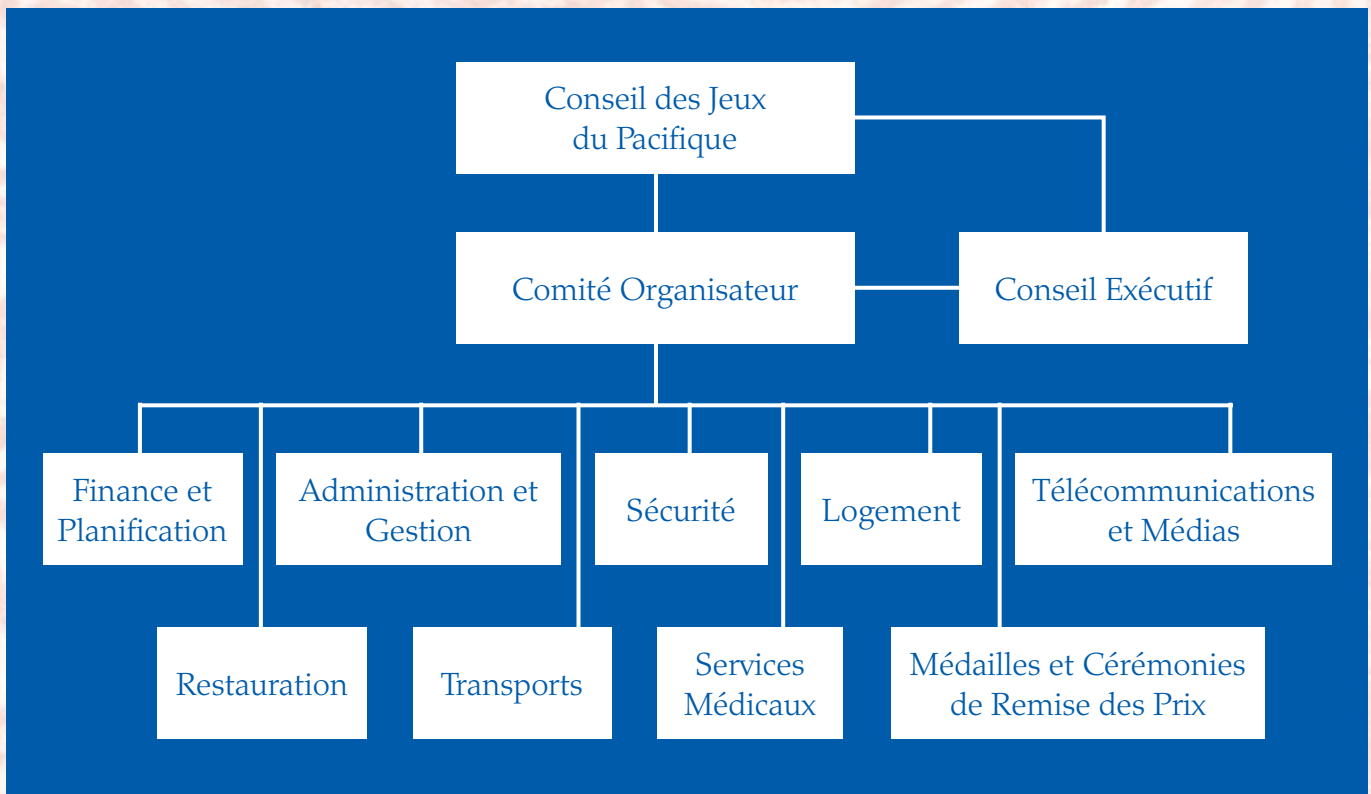 Conseil des Jeux
du Pacifique
Comité Organisateur
Conseil Exécutif
Finance et
Planification
Administration et
Gestion
Sécurité
Logement
Télécommunications
et Médias
Restauration
Transports
Services
Médicaux
Médailles et Cérémonies
de Remise des Prix